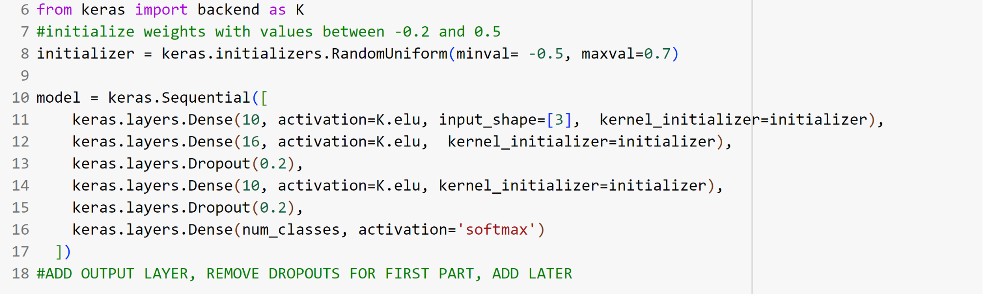 6 from keras import backend as K
7 #initialize weights with values between -0.2 and 0.5
8 initializer = keras.initializers.RandomUniform(minval= -0.5, maxval=0.7)
9
10 model = keras.Sequential([
11     keras.layers.Dense(10, activation=K.elu, input_shape=[3],  kernel_initializer=initializer),
12     keras.layers.Dense(16, activation=K.elu,  kernel_initializer=initializer),
13     keras.layers.Dropout(0.2),
14     keras.layers.Dense(10, activation=K.elu, kernel_initializer=initializer),
15     keras.layers.Dropout(0.2),
16     keras.layers.Dense(num_classes, activation='softmax')
17   ])
18 #ADD OUTPUT LAYER, REMOVE DROPOUTS FOR FIRST PART, ADD LATER